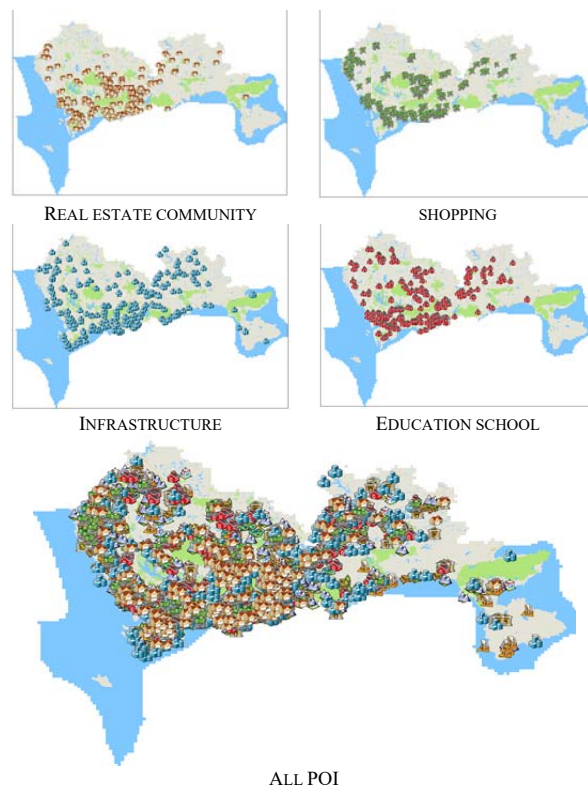 REAL ESTATE COMMUNITY
SHOPPING
INFRASTRUCTURE
EDUCATION SCHOOL
ALL POI